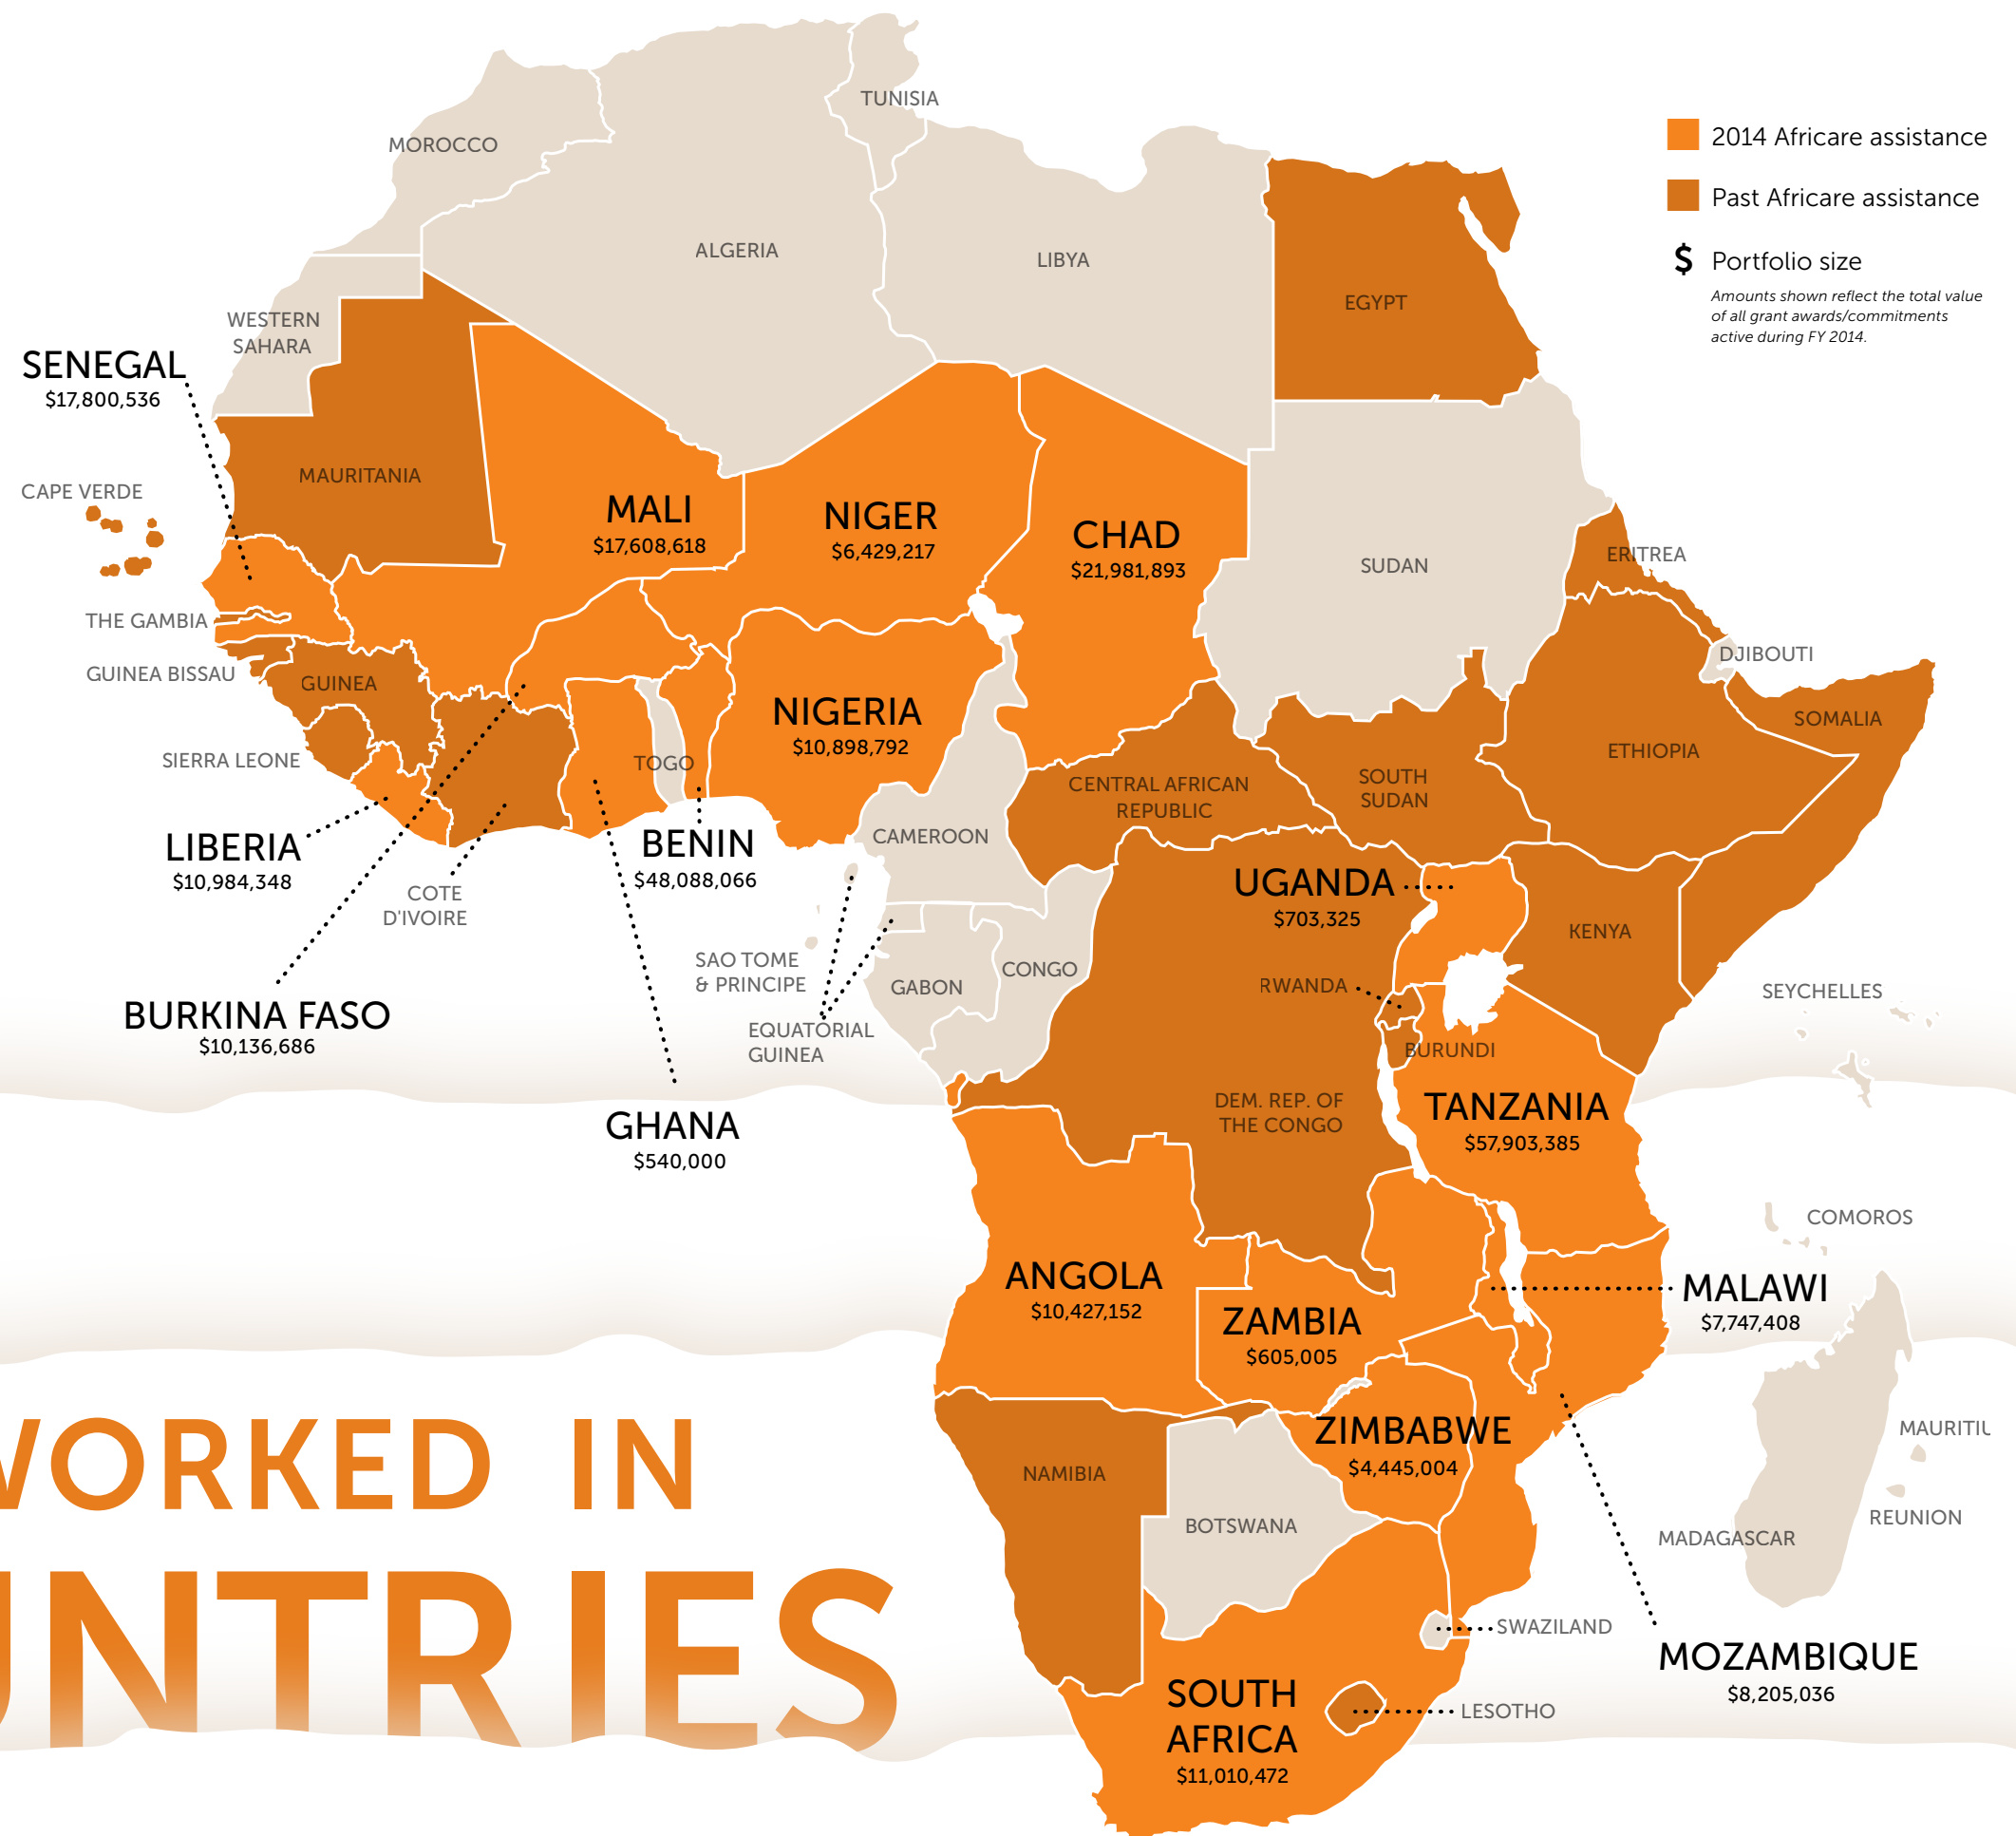 TUNISIA
MOROCCO
ALGERIA
LIBYA
EGYPT
2014 Africare assistance
Past Africare assistance
$ Portfolio size
Amounts shown reflect the total value
of all grant awards/commitments
active during FY 2014.
WESTERN
SAHARA
SENEGAL
$17,800,536
MAURITANIA
CAPE VERDE
MALI
$17,608,618
NIGER
$6,429,217
CHAD
$21,981,893
SUDAN
ERITREA
THE GAMBIA
GUINEA BISSAU
GUINEA
DJIBOUTI
SOMALIA
NIGERIA
$10,898,792
SIERRA LEONE
TOGO
ETHIOPIA
SOUTH
SUDAN
CENTRAL AFRICAN
REPUBLIC
LIBERIA
$10,984,348
COTE
D'IVOIRE
BENIN
$48,088,066
CAMEROON
UGANDA
$703,325
KENYA
SAO TOME
& PRINCIPE
GABON
CONGO
RWANDA
SEYCHELLES
BURKINA FASO
$10,136,686
EQUATORIAL
GUINEA
BURUNDI
GHANA
$540,000
DEM. REP. OF
THE CONGO
TANZANIA
$57,903,385
COMOROS
ANGOLA
$10,427,152
ZAMBIA
$605,005
MALAWI
$7,747,408
ZIMBABWE
$4,445,004
NAMIBIA
BOTSWANA
MAURITIU
REUNION
MADAGASCAR
WORKED IN
UNTRIES
SWAZILAND
MOZAMBIQUE
$8,205,036
SOUTH
AFRICA
$11,010,472
LESOTHO